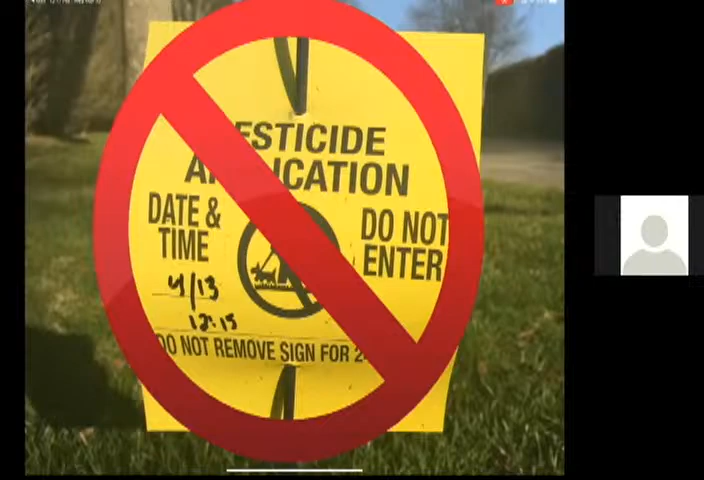 ESTICIDE
ICATION
DATE &
TIME
DO NOT
ENTER
4/13
12:15
DO NOT REMOVE SIGN FOR